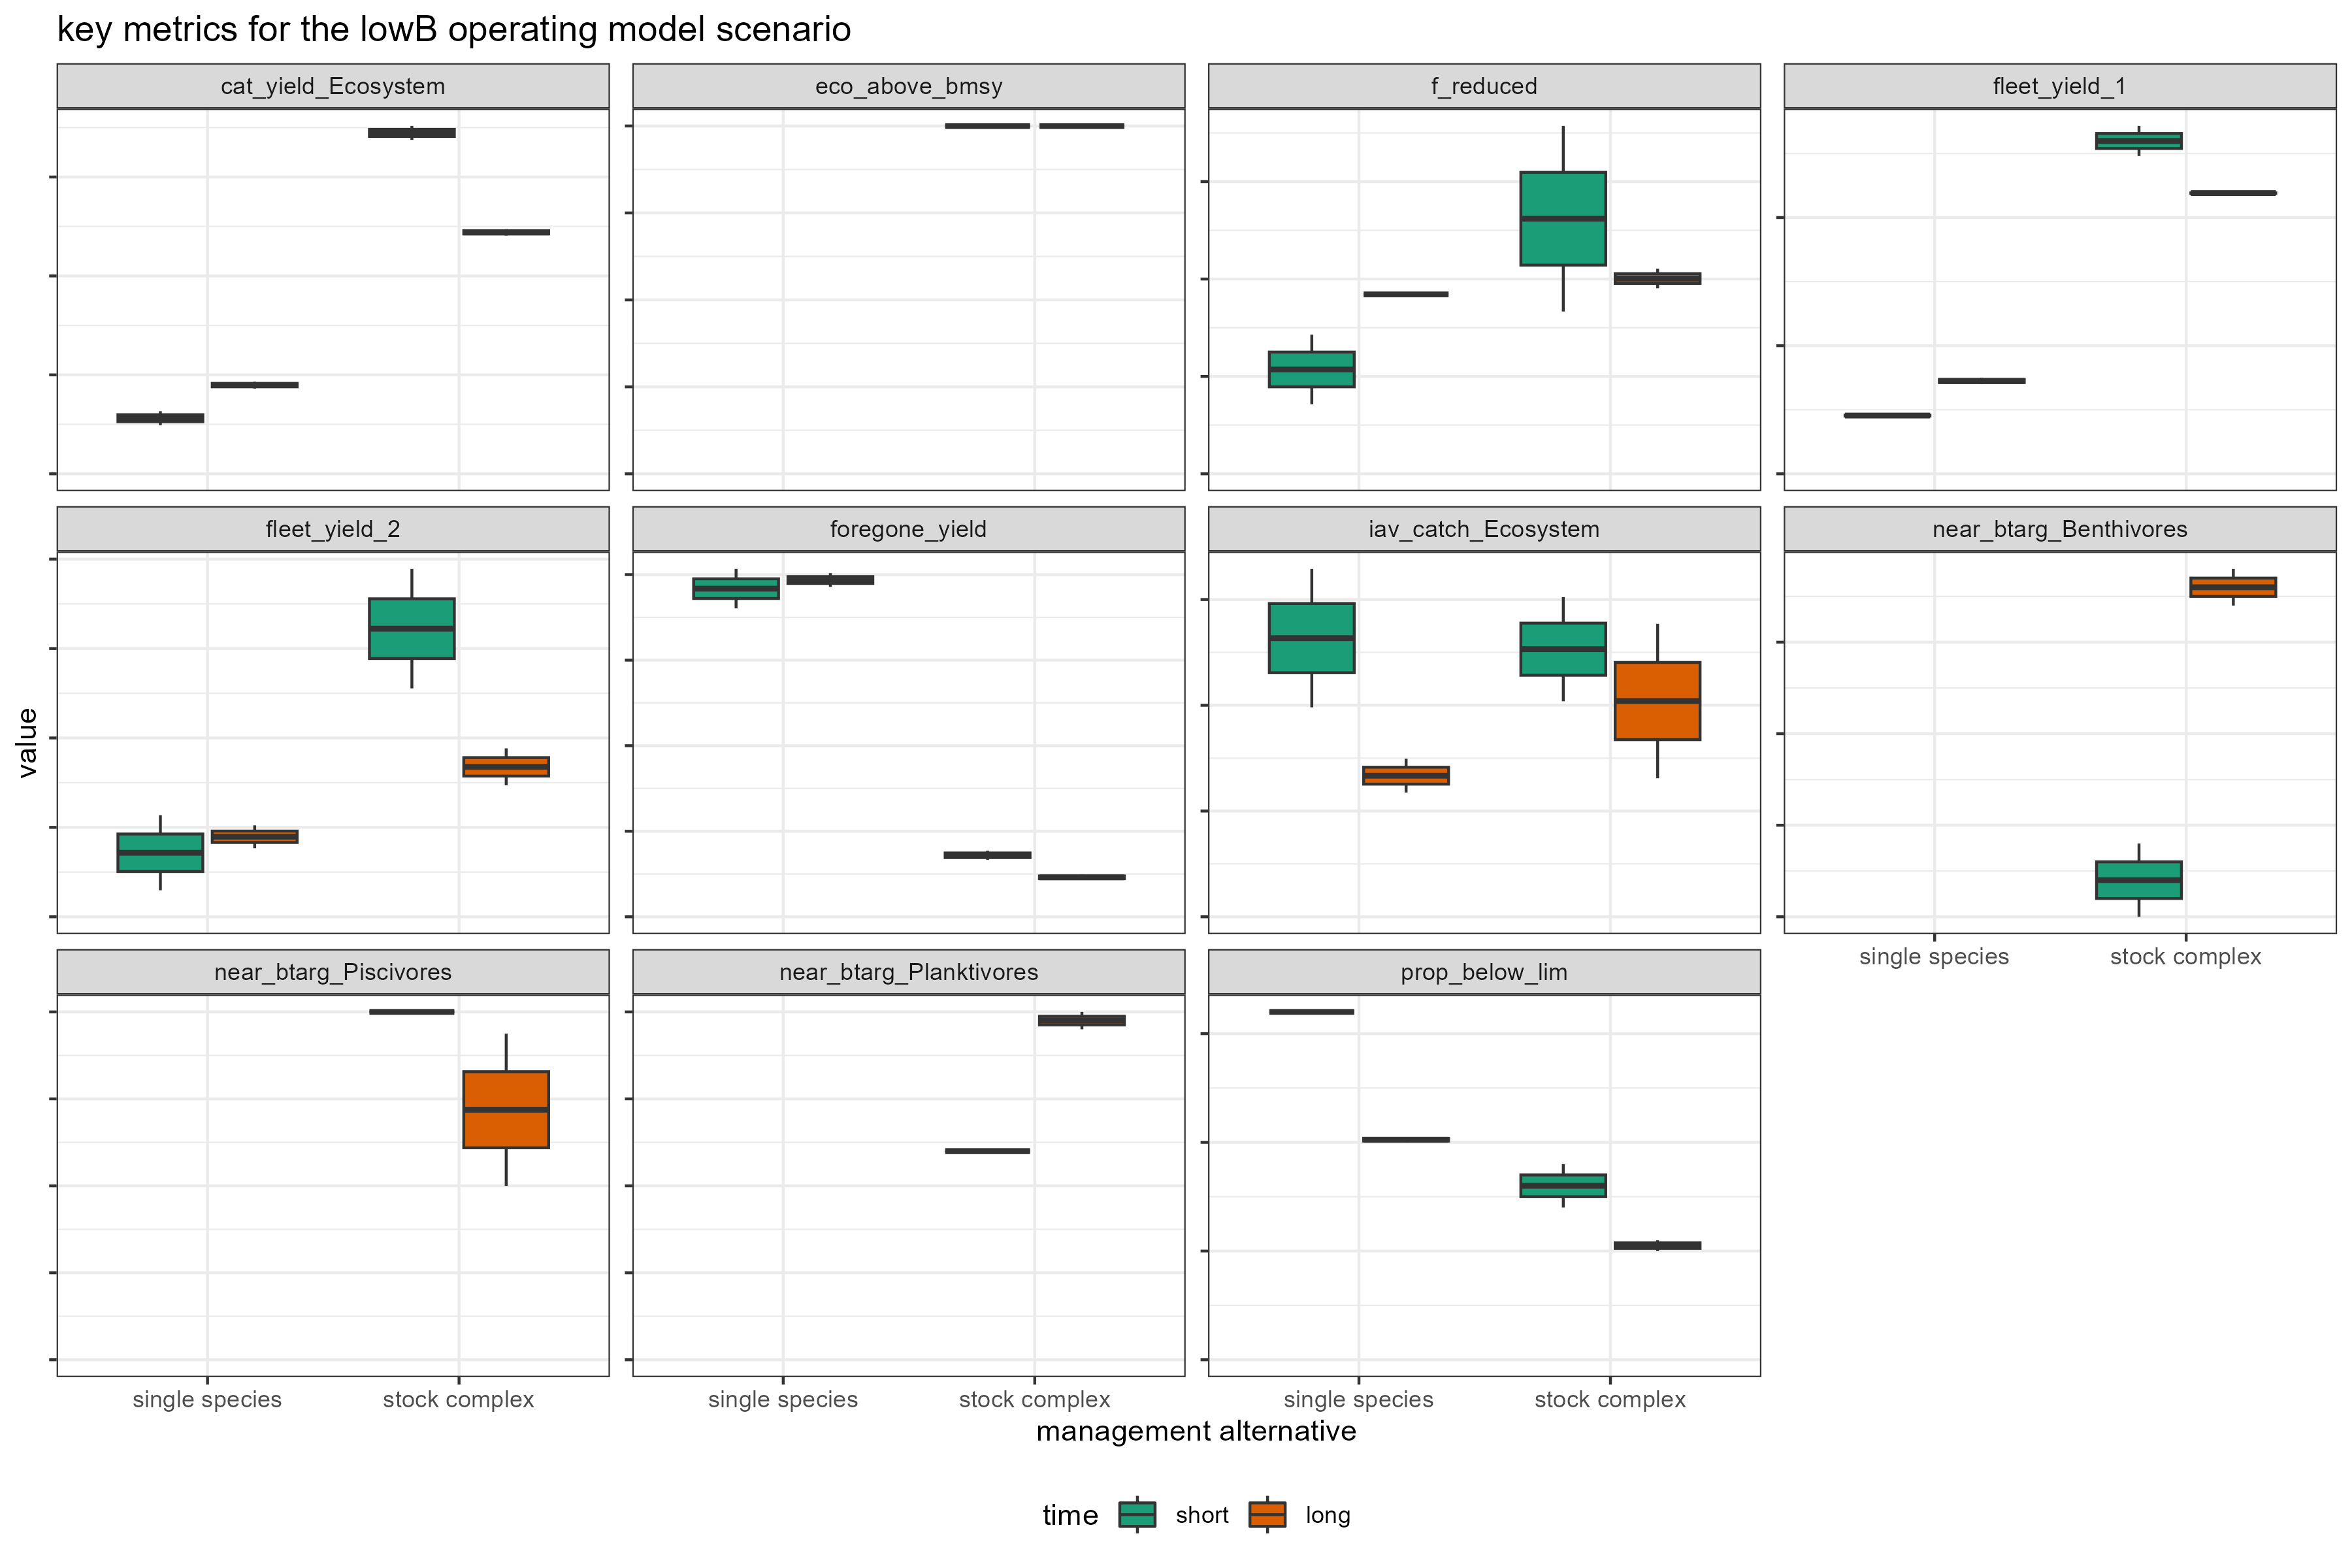 key metrics for the lowB operating model scenario
cat_yield_Ecosystem
eco_above_bmsy
f_reduced
fleet_yield_1
fleet_yield_2
foregone_yield
iav_catch_Ecosystem
near_btarg_Benthivores
value
single species
stock complex
near_btarg_Piscivores
near_btarg_Planktivores
prop_below_lim
single species
stock complex
single species
stock complex
single species
stock complex
management alternative
time short long